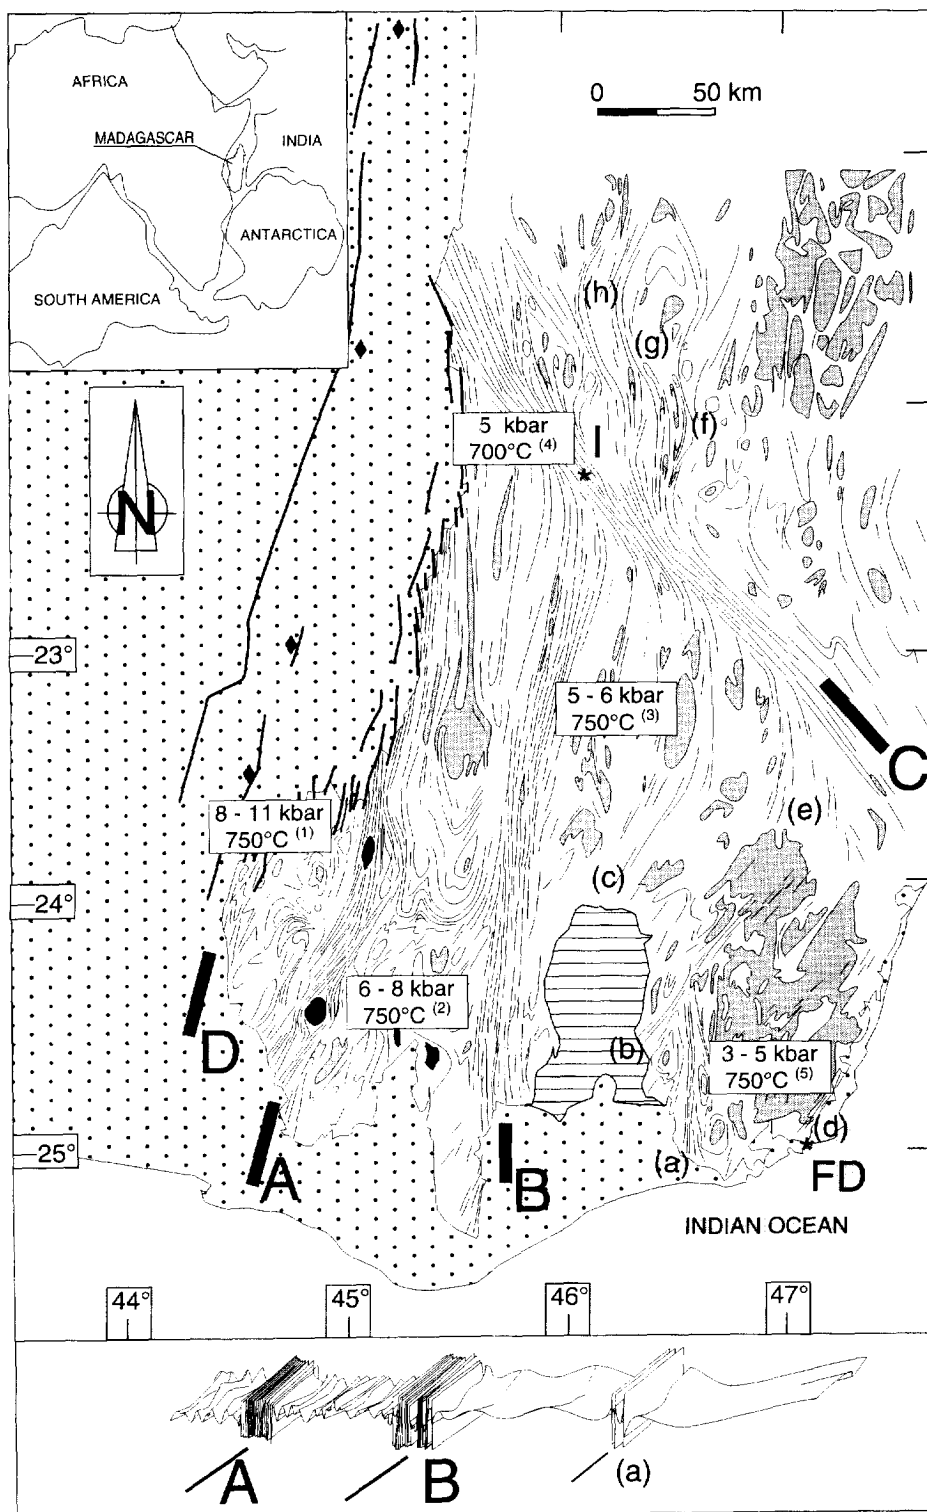 AFRICA
MADAGASCAR
INDIA
ANTARCTICA
SOUTH AMERICA
0 50 km
N
(h)
(g)
(f)
5 kbar
700°C (4)
I
23°
5 - 6 kbar
750°C (3)
C
8 - 11 kbar
750°C (1)
(e)
(c)
24°
6 - 8 kbar
750°C (2)
D
(b)
3 - 5 kbar
750°C (5)
(d)
25°
A
B
(a)
FD
INDIAN OCEAN
44°
45°
46°
47°
A
B
(a)